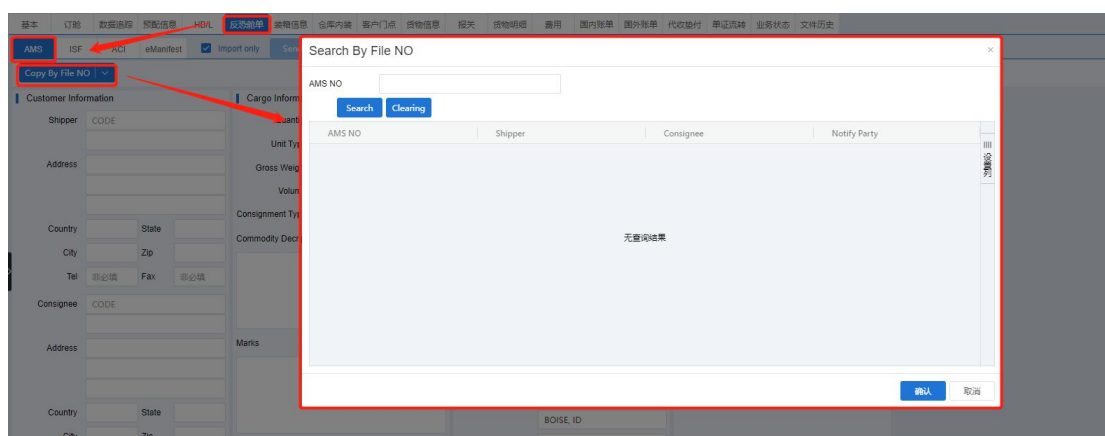 基本 订舱 数据追踪 预配信息 HB/L 反恐舱单 装箱信息 仓库内装 客户门点 货物信息 报关 货物明细 费用 国内账单 国外账单 代收垫付 单证流转 业务状态 文件历史
AMS ISF ACI eManifest Import only Sen
Copy By File NO
Search By File NO ×
AMS NO
Search Clearing
AMS NO Shipper Consignee Notify Party
设置列
无查询结果
确认 取消
Customer Information Cargo Inform
Shipper CODE Quanti
Unit Typ
Address Gross Weig
Volun
Consignment Typ
Country State
Commodity Decri
City Zip
Tel 非必填 Fax 非必填
Consignee CODE
Address Marks
Country State
BOISE, ID
City Zip